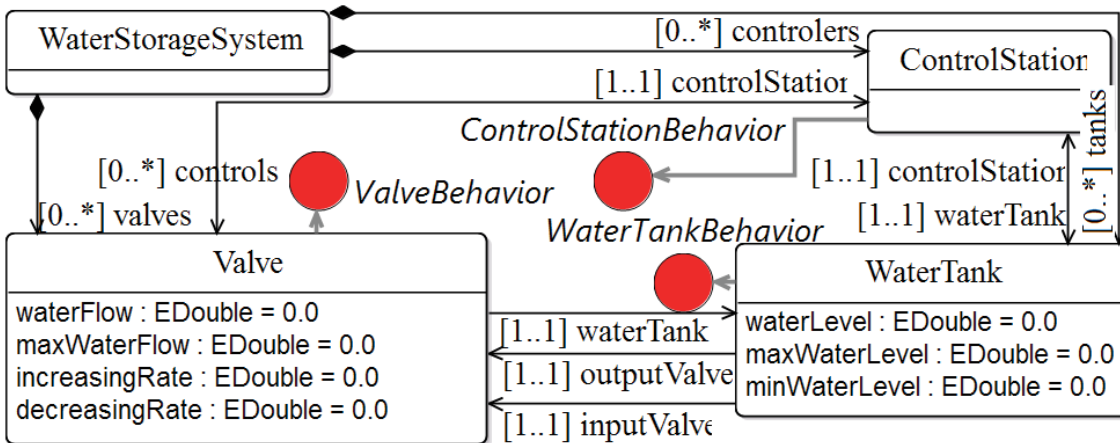 WaterStorageSystem
[0..*] controlers
ControlStation
[1..1] controlStation
ControlStationBehavior
[0..*] tanks
[0..*] controls
ValveBehavior
[1..1] controlStation
[0..*] valves
[1..1] waterTank
WaterTankBehavior
Valve
WaterTank
waterFlow : EDouble = 0.0
maxWaterFlow : EDouble = 0.0
increasingRate : EDouble = 0.0
decreasingRate : EDouble = 0.0
[1..1] waterTank
[1..1] outputValve
[1..1] inputValve
waterLevel : EDouble = 0.0
maxWaterLevel : EDouble = 0.0
minWaterLevel : EDouble = 0.0